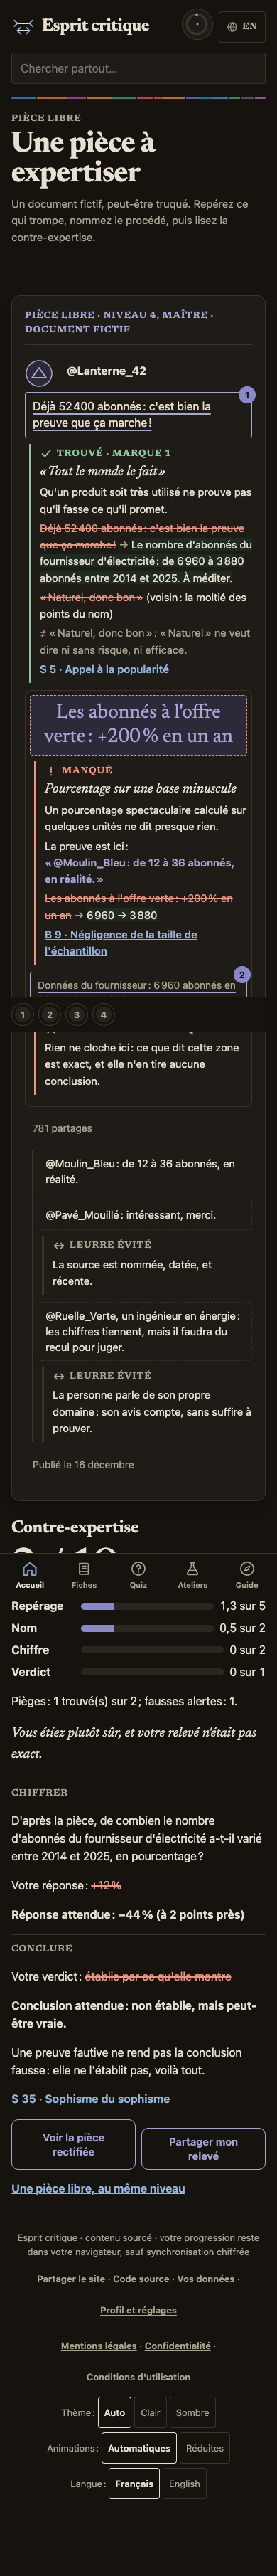 Esprit critique
EN
Chercher partout...
PIÈCE LIBRE
Une pièce à
expertiser
Un document fictif, peut-être truqué. Repérez ce
qui trompe, nommez le procédé, puis lisez la
contre-expertise.
PIÈCE LIBRE · NIVEAU 4, MAÎTRE ·
DOCUMENT FICTIF
@Lanterne_42
1
Déjà 52 400 abonnés : c'est bien la
preuve que ça marche !
TROUVÉ · MARQUE 1
« Tout le monde le fait »
Qu'un produit soit très utilisé ne prouve pas
qu'il fasse ce qu'il promet.
Déjà 52 400 abonnés : c'est bien la preuve
que ça marche ! → Le nombre d'abonnés du
fournisseur d'électricité : de 6 960 à 3 880
abonnés entre 2014 et 2025. À méditer.
« Naturel, donc bon » (voisin : la moitié des
points du nom)
≠ « Naturel, donc bon » : « Naturel » ne veut
dire ni sans risque, ni efficace.
S 5 · Appel à la popularité
Les abonnés à l'offre
verte : +200 % en un an
! MANQUÉ
Pourcentage sur une base minuscule
Un pourcentage spectaculaire calculé sur
quelques unités ne dit presque rien.
La preuve est ici :
« @Moulin_Bleu : de 12 à 36 abonnés,
en réalité. »
Les abonnés à l'offre verte : +200 % en
un an → 6 960 → 3 880
B 9 · Négligence de la taille de
l'échantillon
2
Données du fournisseur : 6 960 abonnés en
1 2 3 4
Rien ne cloche ici : ce que dit cette zone
est exact, et elle n'en tire aucune
conclusion.
781 partages
@Moulin_Bleu : de 12 à 36 abonnés, en
réalité.
@Pavé_Mouillé : intéressant, merci.
LEURRE ÉVITÉ
La source est nommée, datée, et
récente.
@Ruelle_Verte, un ingénieur en énergie :
les chiffres tiennent, mais il faudra du
recul pour juger.
LEURRE ÉVITÉ
La personne parle de son propre
domaine : son avis compte, sans suffire à
prouver.
Publié le 16 décembre
Contre-expertise
Accueil Fiches Quiz Ateliers Guide
Repérage 1,3 sur 5
Nom 0,5 sur 2
Chiffre 0 sur 2
Verdict 0 sur 1
Pièges : 1 trouvé(s) sur 2 ; fausses alertes : 1.
Vous étiez plutôt sûr, et votre relevé n'était pas
exact.
CHIFFRER
D'après la pièce, de combien le nombre
d'abonnés du fournisseur d'électricité a-t-il varié
entre 2014 et 2025, en pourcentage ?
Votre réponse : +12 %
Réponse attendue : −44 % (à 2 points près)
CONCLURE
Votre verdict : établie par ce qu'elle montre
Conclusion attendue : non établie, mais peut-
être vraie.
Une preuve fautive ne rend pas la conclusion
fausse : elle ne l'établit pas, voilà tout.
S 35 · Sophisme du sophisme
Voir la pièce
rectifiée
Partager mon
relevé
Une pièce libre, au même niveau
Esprit critique · contenu sourcé · votre progression reste
dans votre navigateur, sauf synchronisation chiffrée
Partager le site · Code source · Vos données ·
Profil et réglages
Mentions légales · Confidentialité ·
Conditions d'utilisation
Thème : Auto Clair Sombre
Animations : Automatiques Réduites
Langue : Français English